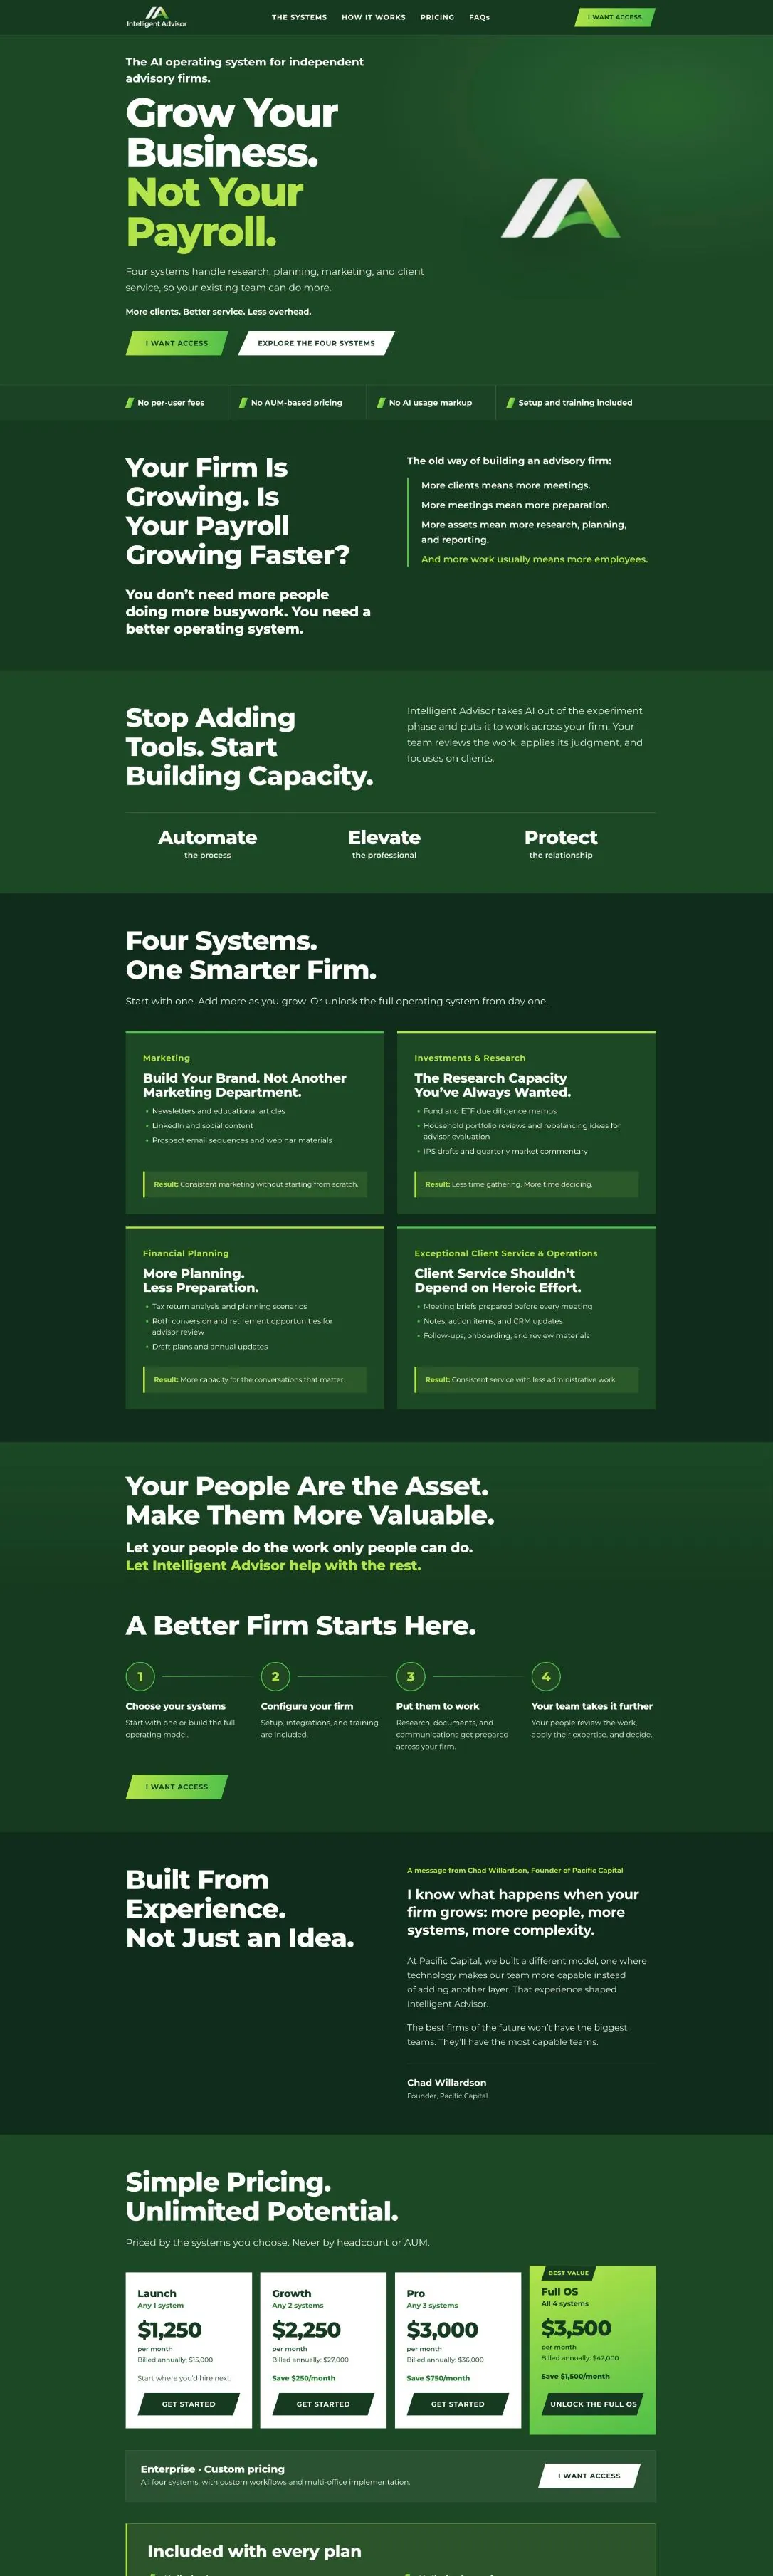 Intelligent Advisor
THE SYSTEMS
HOW IT WORKS
PRICING
FAQs
I WANT ACCESS
The AI operating system for independent
advisory firms.
Grow Your
Business.
Not Your
Payroll.
Four systems handle research, planning, marketing, and client
service, so your existing team can do more.
More clients. Better service. Less overhead.
I WANT ACCESS
EXPLORE THE FOUR SYSTEMS
No per-user fees
No AUM-based pricing
No AI usage markup
Setup and training included
Your Firm Is
Growing. Is
Your Payroll
Growing Faster?
You don’t need more people
doing more busywork. You need a
better operating system.
The old way of building an advisory firm:
More clients means more meetings.
More meetings mean more preparation.
More assets mean more research, planning,
and reporting.
And more work usually means more employees.
Stop Adding
Tools. Start
Building Capacity.
Intelligent Advisor takes AI out of the experiment
phase and puts it to work across your firm. Your
team reviews the work, applies its judgment, and
focuses on clients.
Automate
the process
Elevate
the professional
Protect
the relationship
Four Systems.
One Smarter Firm.
Start with one. Add more as you grow. Or unlock the full operating system from day one.
Marketing
Build Your Brand. Not Another
Marketing Department.
Newsletters and educational articles
LinkedIn and social content
Prospect email sequences and webinar materials
Result: Consistent marketing without starting from scratch.
Investments & Research
The Research Capacity
You’ve Always Wanted.
Fund and ETF due diligence memos
Household portfolio reviews and rebalancing ideas for
advisor evaluation
IPS drafts and quarterly market commentary
Result: Less time gathering. More time deciding.
Financial Planning
More Planning.
Less Preparation.
Tax return analysis and planning scenarios
Roth conversion and retirement opportunities for
advisor review
Draft plans and annual updates
Result: More capacity for the conversations that matter.
Exceptional Client Service & Operations
Client Service Shouldn’t
Depend on Heroic Effort.
Meeting briefs prepared before every meeting
Notes, action items, and CRM updates
Follow-ups, onboarding, and review materials
Result: Consistent service with less administrative work.
Your People Are the Asset.
Make Them More Valuable.
Let your people do the work only people can do.
Let Intelligent Advisor help with the rest.
A Better Firm Starts Here.
1
Choose your systems
Start with one or build the full
operating model.
2
Configure your firm
Setup, integrations, and training
are included.
3
Put them to work
Research, documents, and
communications get prepared
across your firm.
4
Your team takes it further
Your people review the work,
apply their expertise, and decide.
I WANT ACCESS
Built From
Experience.
Not Just an Idea.
A message from Chad Willardson, Founder of Pacific Capital
I know what happens when your
firm grows: more people, more
systems, more complexity.
At Pacific Capital, we built a different model, one where
technology makes our team more capable instead
of adding another layer. That experience shaped
Intelligent Advisor.
The best firms of the future won’t have the biggest
teams. They’ll have the most capable teams.
Chad Willardson
Founder, Pacific Capital
Simple Pricing.
Unlimited Potential.
Priced by the systems you choose. Never by headcount or AUM.
Launch
Any 1 system
$1,250
per month
Billed annually: $15,000
Start where you’d hire next
GET STARTED
Growth
Any 2 systems
$2,250
per month
Billed annually: $27,000
Save $250/month
GET STARTED
Pro
Any 3 systems
$3,000
per month
Billed annually: $36,000
Save $750/month
GET STARTED
BEST VALUE
Full OS
All 4 systems
$3,500
per month
Billed annually: $42,000
Save $1,500/month
UNLOCK THE FULL OS
Enterprise · Custom pricing
All four systems, with custom workflows and multi-office implementation.
I WANT ACCESS
Included with every plan